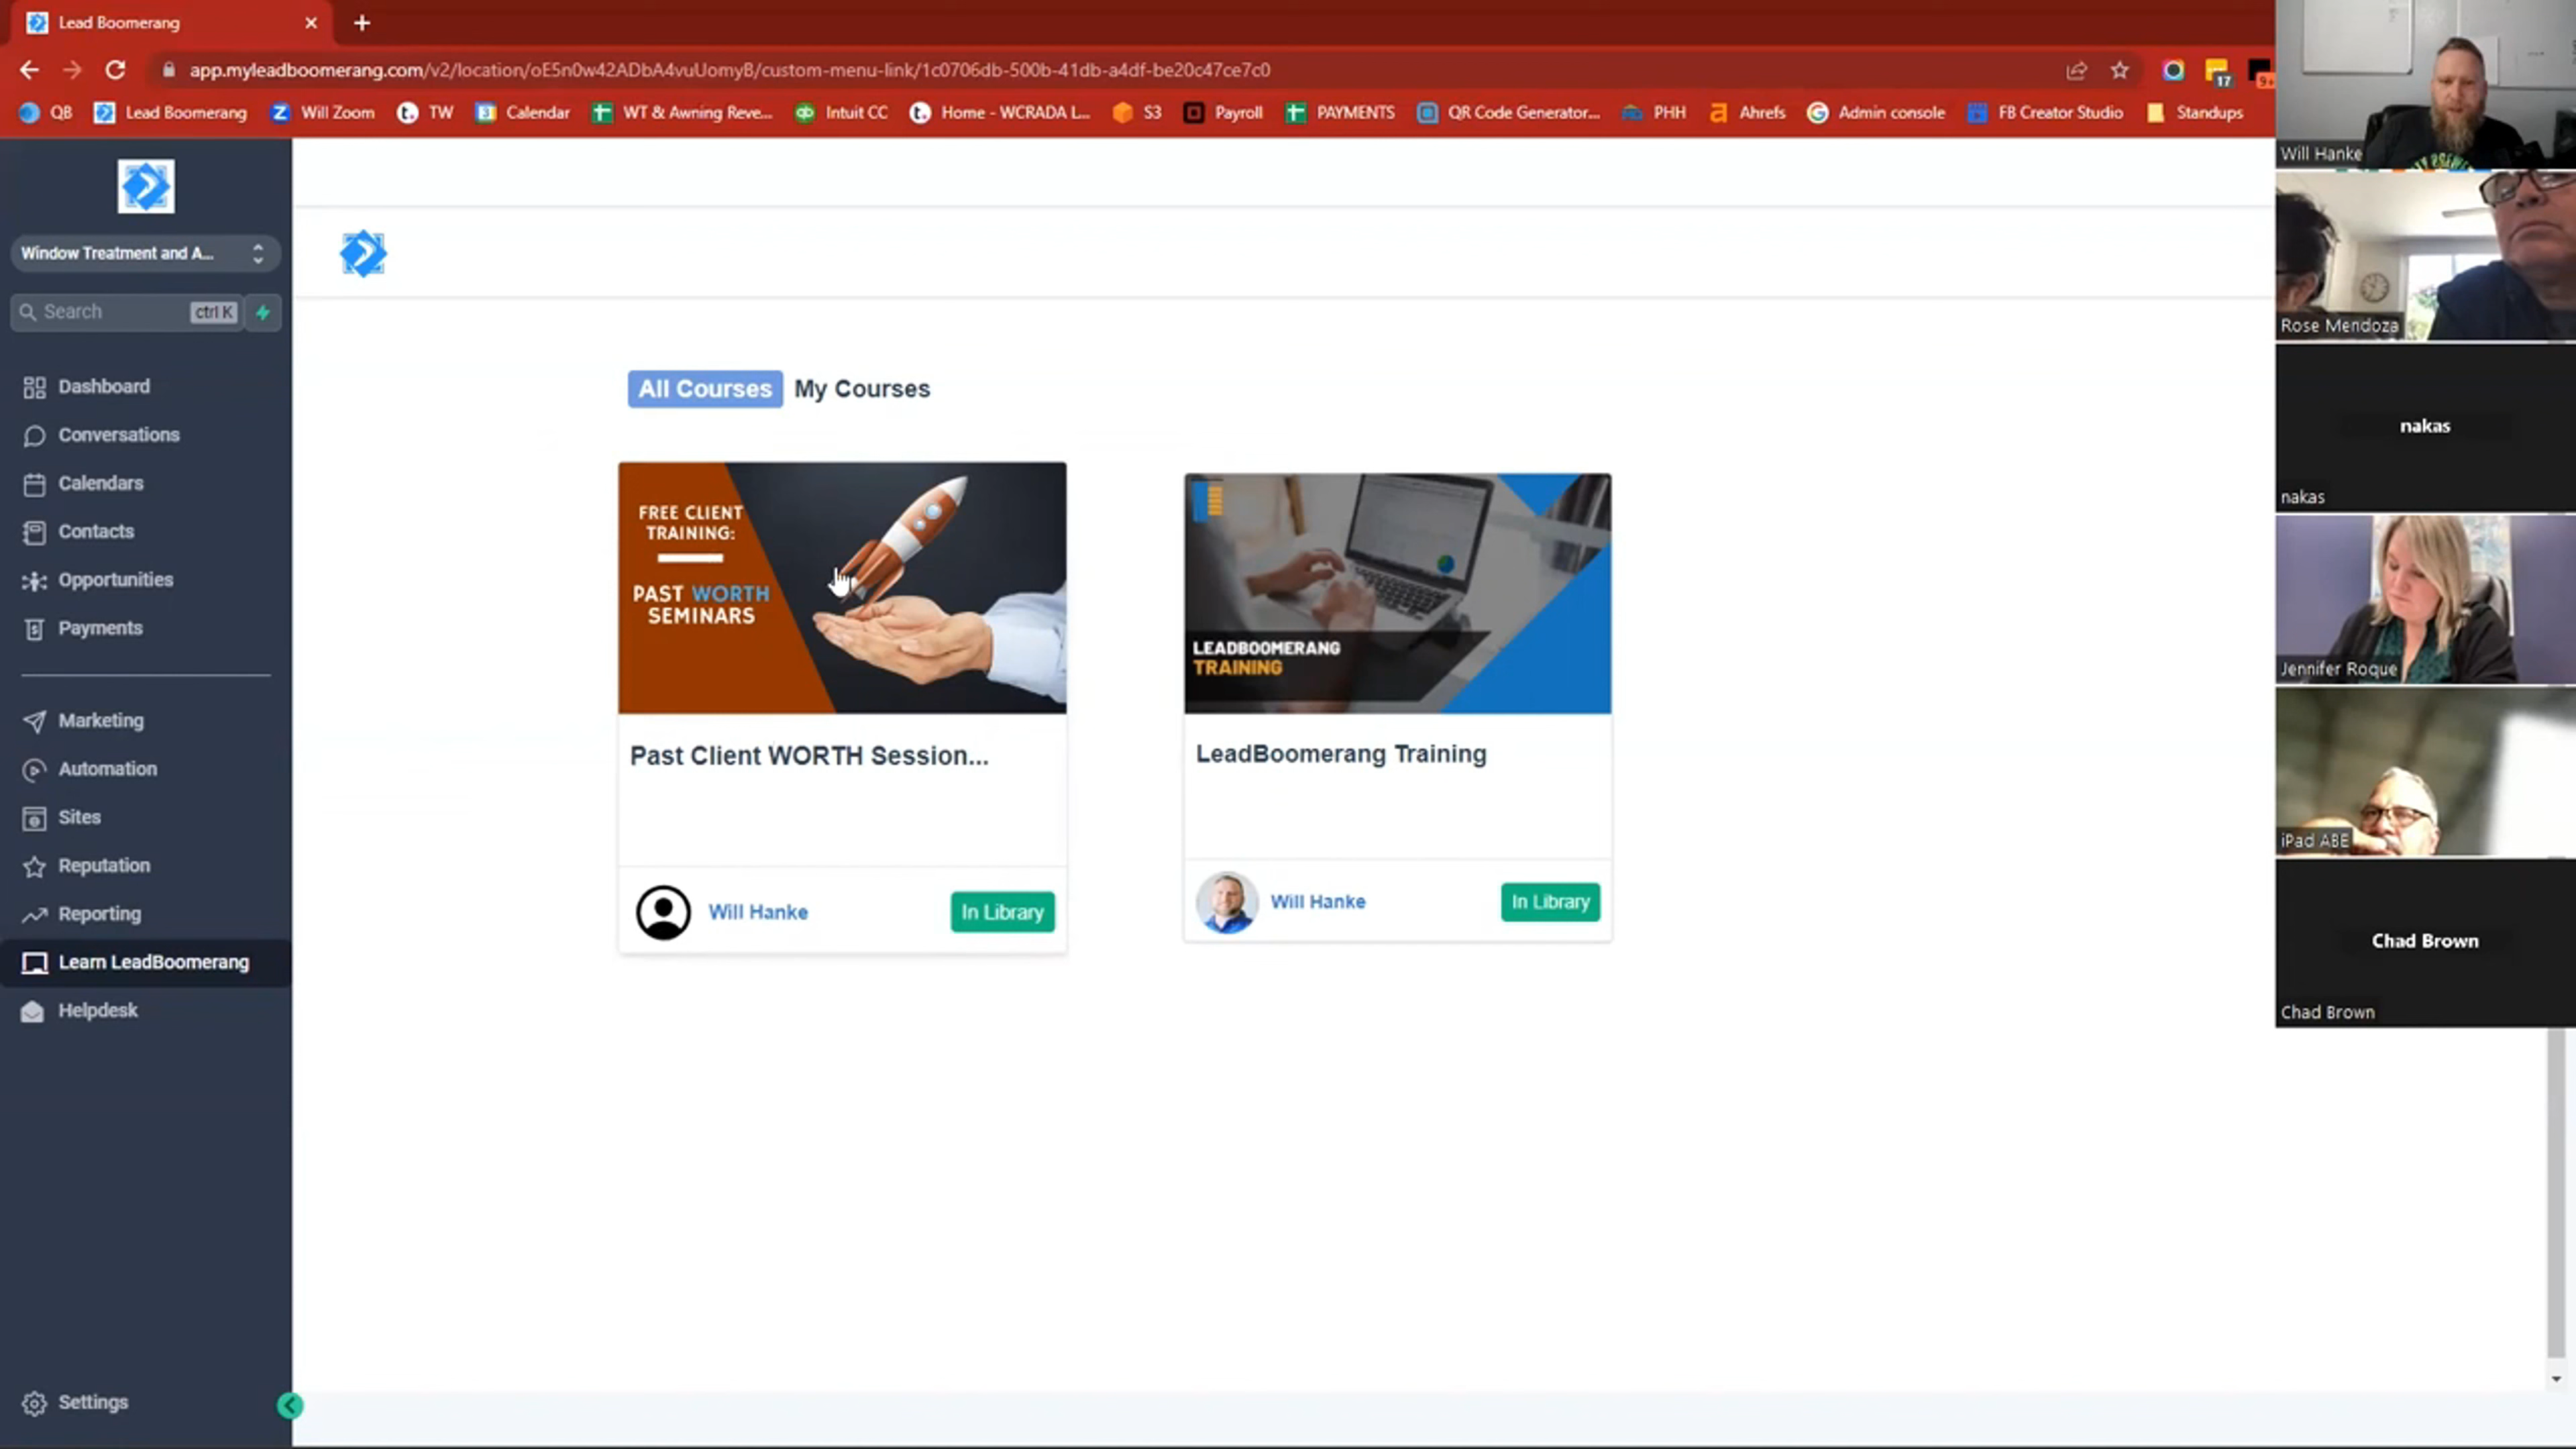 Lead Boomerang
app.myleadboomerang.com/v2/location/oE5n0w42ADbA4vuUomyB/custom-menu-link/1c0706db-500b-41db-a4df-be20c47ce7c0
17
9+
QB
Lead Boomerang
Will Zoom
TW
Calendar
WT & Awning Reve...
Intuit CC
Home - WCRADA L...
S3
Payroll
PAYMENTS
QR Code Generator...
PHH
Ahrefs
Admin console
FB Creator Studio
Standups
Window Treatment and A...
Search
ctrl K
Dashboard
Conversations
Calendars
Contacts
Opportunities
Payments
Marketing
Automation
Sites
Reputation
Reporting
Learn LeadBoomerang
Helpdesk
Settings
All Courses
My Courses
FREE CLIENT
TRAINING:
PAST WORTH
SEMINARS
Past Client WORTH Session...
Will Hanke
In Library
LEADBOOMERANG
TRAINING
LeadBoomerang Training
Will Hanke
In Library
Will Hanke
Rose Mendoza
nakas
nakas
Jennifer Roque
iPad ABE
Chad Brown
Chad Brown